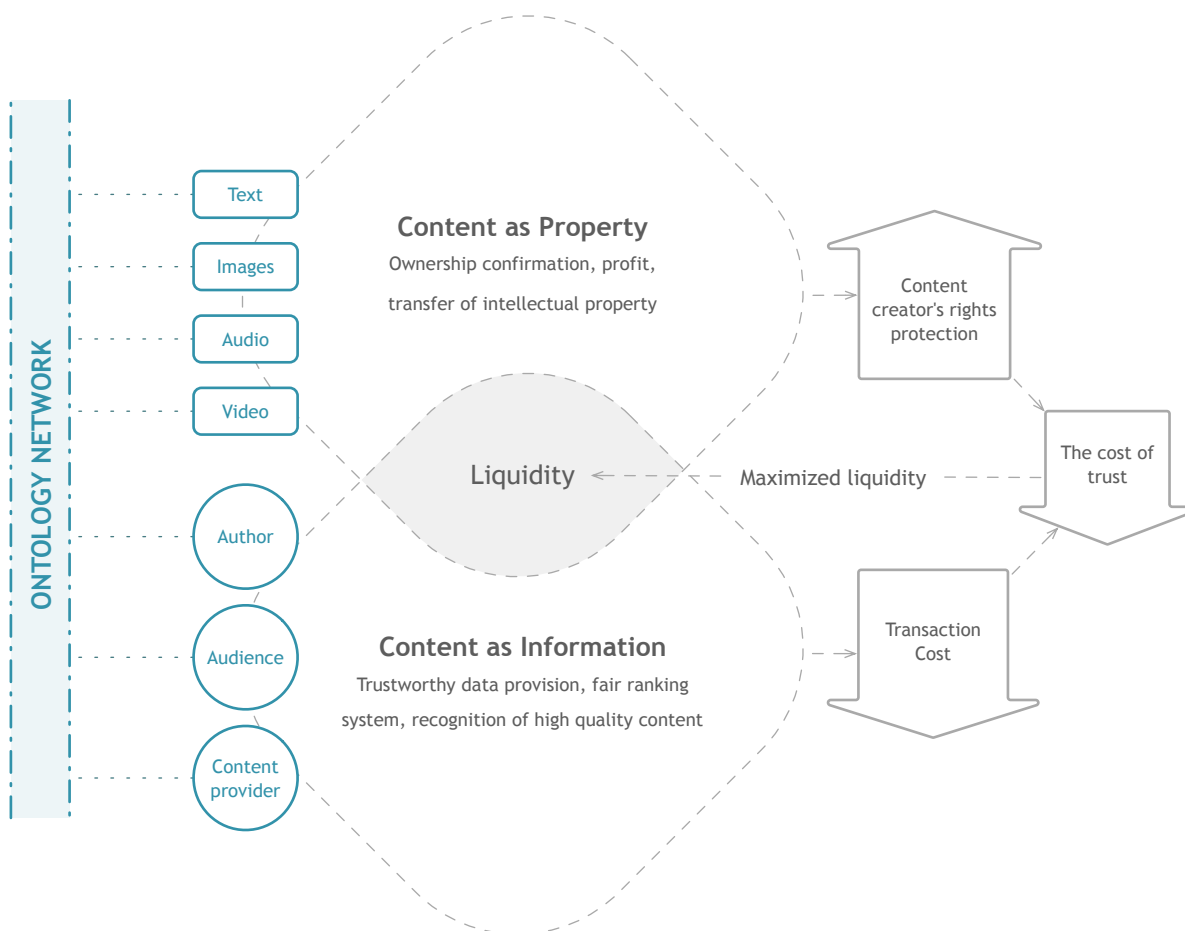 ONTOLOGY NETWORK
Text
Images
Audio
Video
Author
Audience
Content
provider
Content as Property
Ownership confirmation, profit,
transfer of intellectual property
Liquidity
Content as Information
Trustworthy data provision, fair ranking
system, recognition of high quality content
Maximized liquidity
Content
creator's rights
protection
The cost of
trust
Transaction
Cost